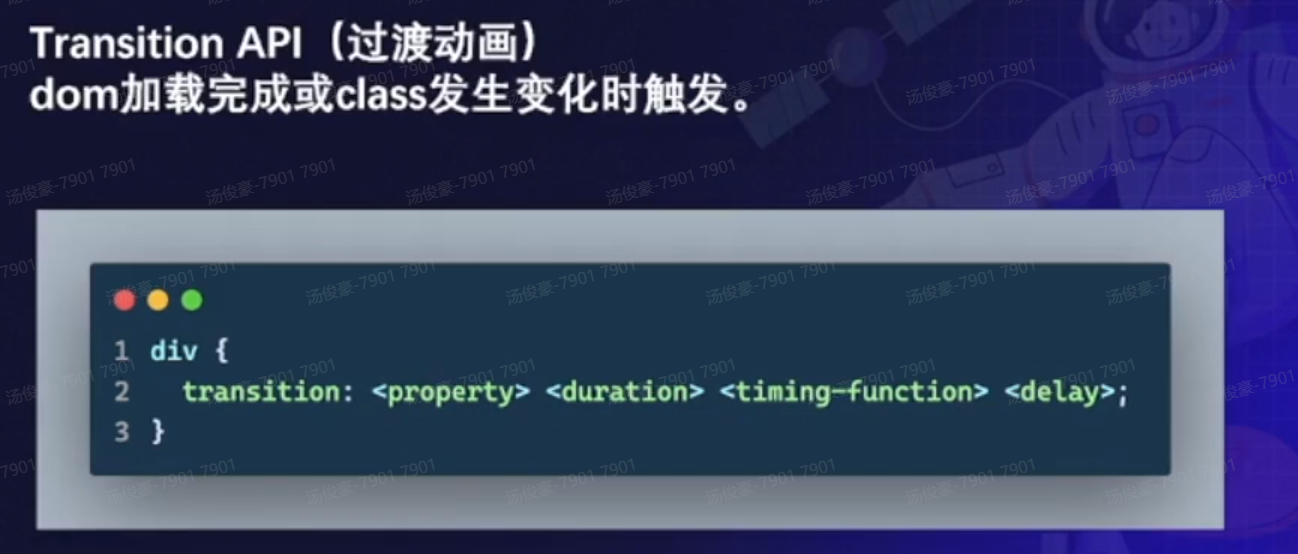 Transition API（过渡动画）
dom加载完成或class发生变化时触发。
1 div {
2   transition: <property> <duration> <timing-function> <delay>;
3 }
汤俊豪-7901 7901